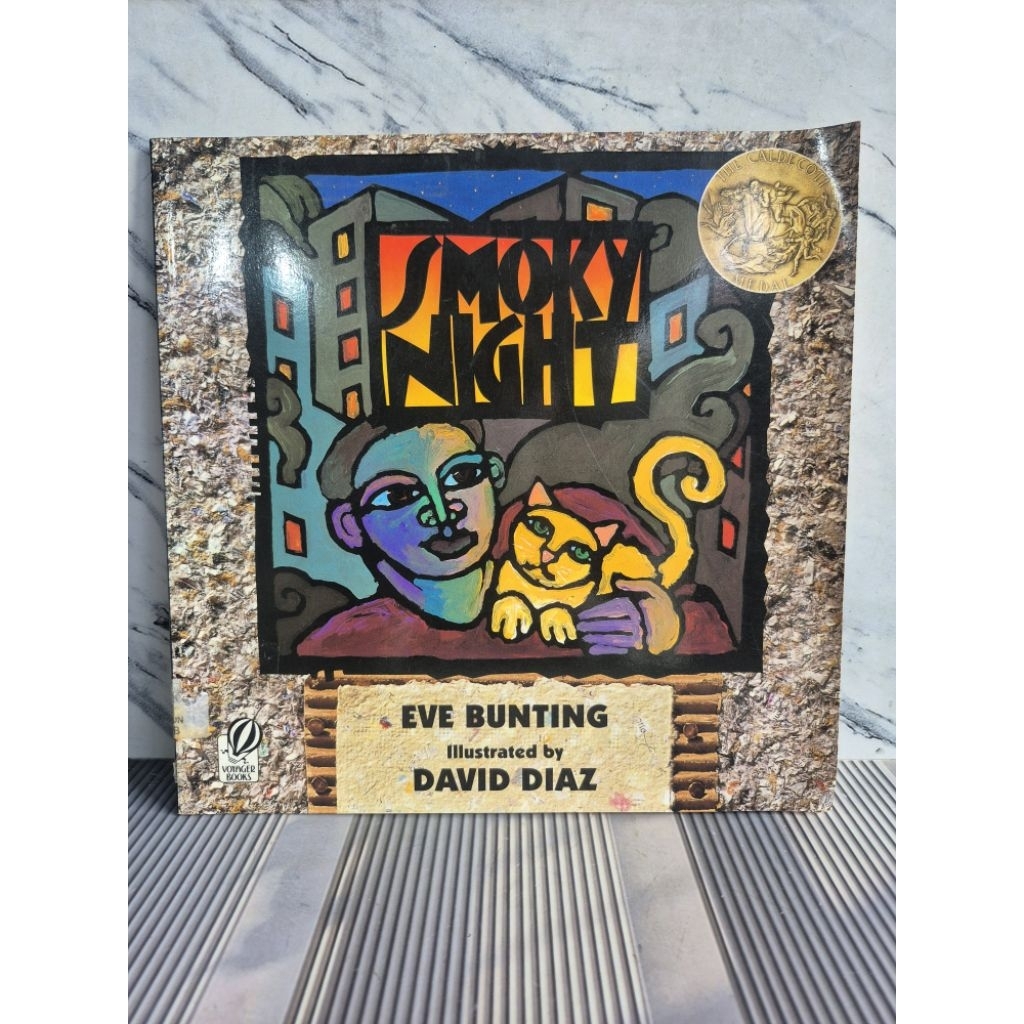 THE CALDECOTT
MEDAL
SMOKY
NIGHT
EVE BUNTING
Illustrated by
DAVID DIAZ
VOYAGER
BOOKS